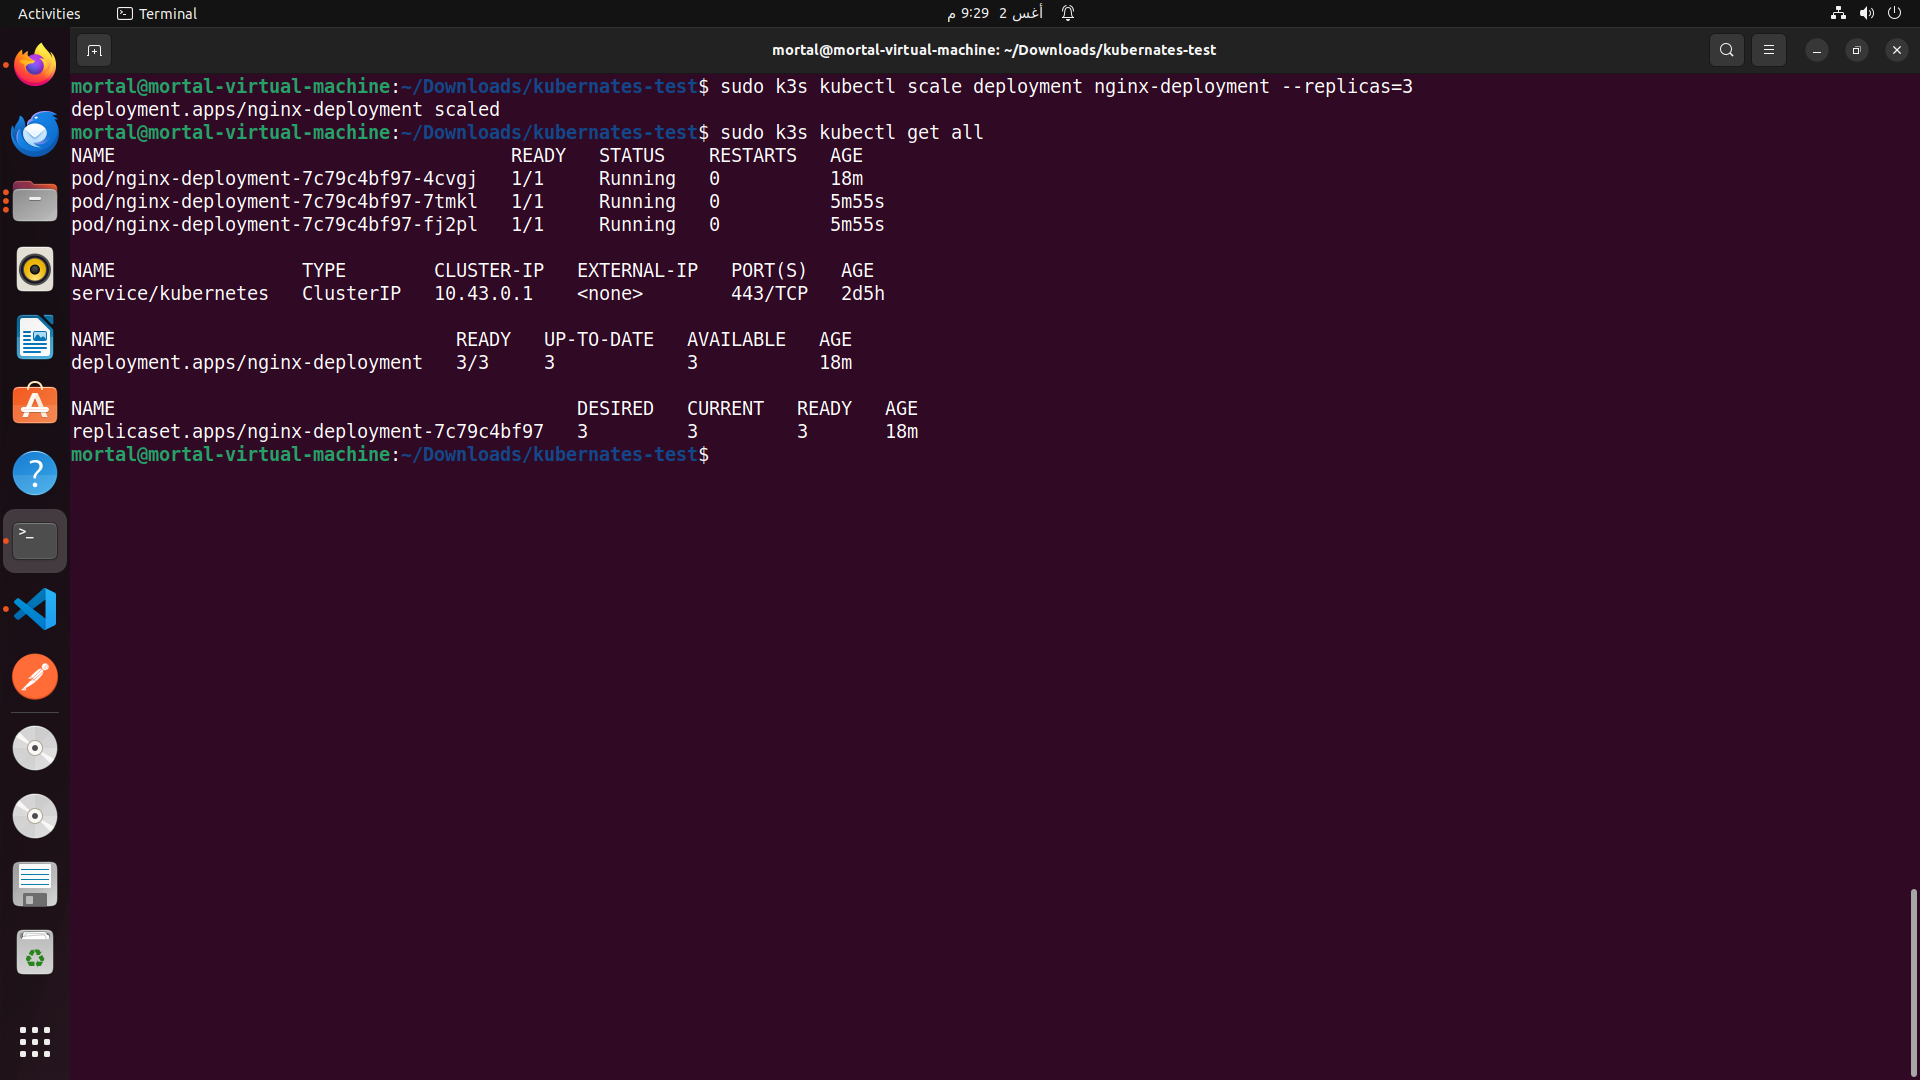 Activities Terminal أغس 2 9:29 م
mortal@mortal-virtual-machine: ~/Downloads/kubernates-test
mortal@mortal-virtual-machine:~/Downloads/kubernates-test$ sudo k3s kubectl scale deployment nginx-deployment --replicas=3
deployment.apps/nginx-deployment scaled
mortal@mortal-virtual-machine:~/Downloads/kubernates-test$ sudo k3s kubectl get all
NAME READY STATUS RESTARTS AGE
pod/nginx-deployment-7c79c4bf97-4cvgj 1/1 Running 0 18m
pod/nginx-deployment-7c79c4bf97-7tmkl 1/1 Running 0 5m55s
pod/nginx-deployment-7c79c4bf97-fj2pl 1/1 Running 0 5m55s
NAME TYPE CLUSTER-IP EXTERNAL-IP PORT(S) AGE
service/kubernetes ClusterIP 10.43.0.1 <none> 443/TCP 2d5h
NAME READY UP-TO-DATE AVAILABLE AGE
deployment.apps/nginx-deployment 3/3 3 3 18m
NAME DESIRED CURRENT READY AGE
replicaset.apps/nginx-deployment-7c79c4bf97 3 3 3 18m
mortal@mortal-virtual-machine:~/Downloads/kubernates-test$